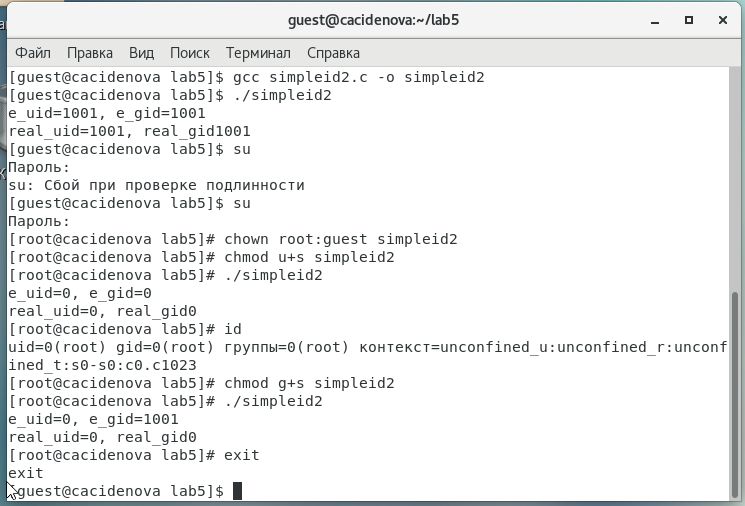 guest@cacidenova:~/lab5
Файл Правка Вид Поиск Терминал Справка
[guest@cacidenova lab5]$ gcc simpleid2.c -o simpleid2
[guest@cacidenova lab5]$ ./simpleid2
e_uid=1001, e_gid=1001
real_uid=1001, real_gid1001
[guest@cacidenova lab5]$ su
Пароль:
su: Сбой при проверке подлинности
[guest@cacidenova lab5]$ su
Пароль:
[root@cacidenova lab5]# chown root:guest simpleid2
[root@cacidenova lab5]# chmod u+s simpleid2
[root@cacidenova lab5]# ./simpleid2
e_uid=0, e_gid=0
real_uid=0, real_gid0
[root@cacidenova lab5]# id
uid=0(root) gid=0(root) группы=0(root) контекст=unconfined_u:unconfined_r:unconf
ined_t:s0-s0:c0.c1023
[root@cacidenova lab5]# chmod g+s simpleid2
[root@cacidenova lab5]# ./simpleid2
e_uid=0, e_gid=1001
real_uid=0, real_gid0
[root@cacidenova lab5]# exit
exit
[guest@cacidenova lab5]$